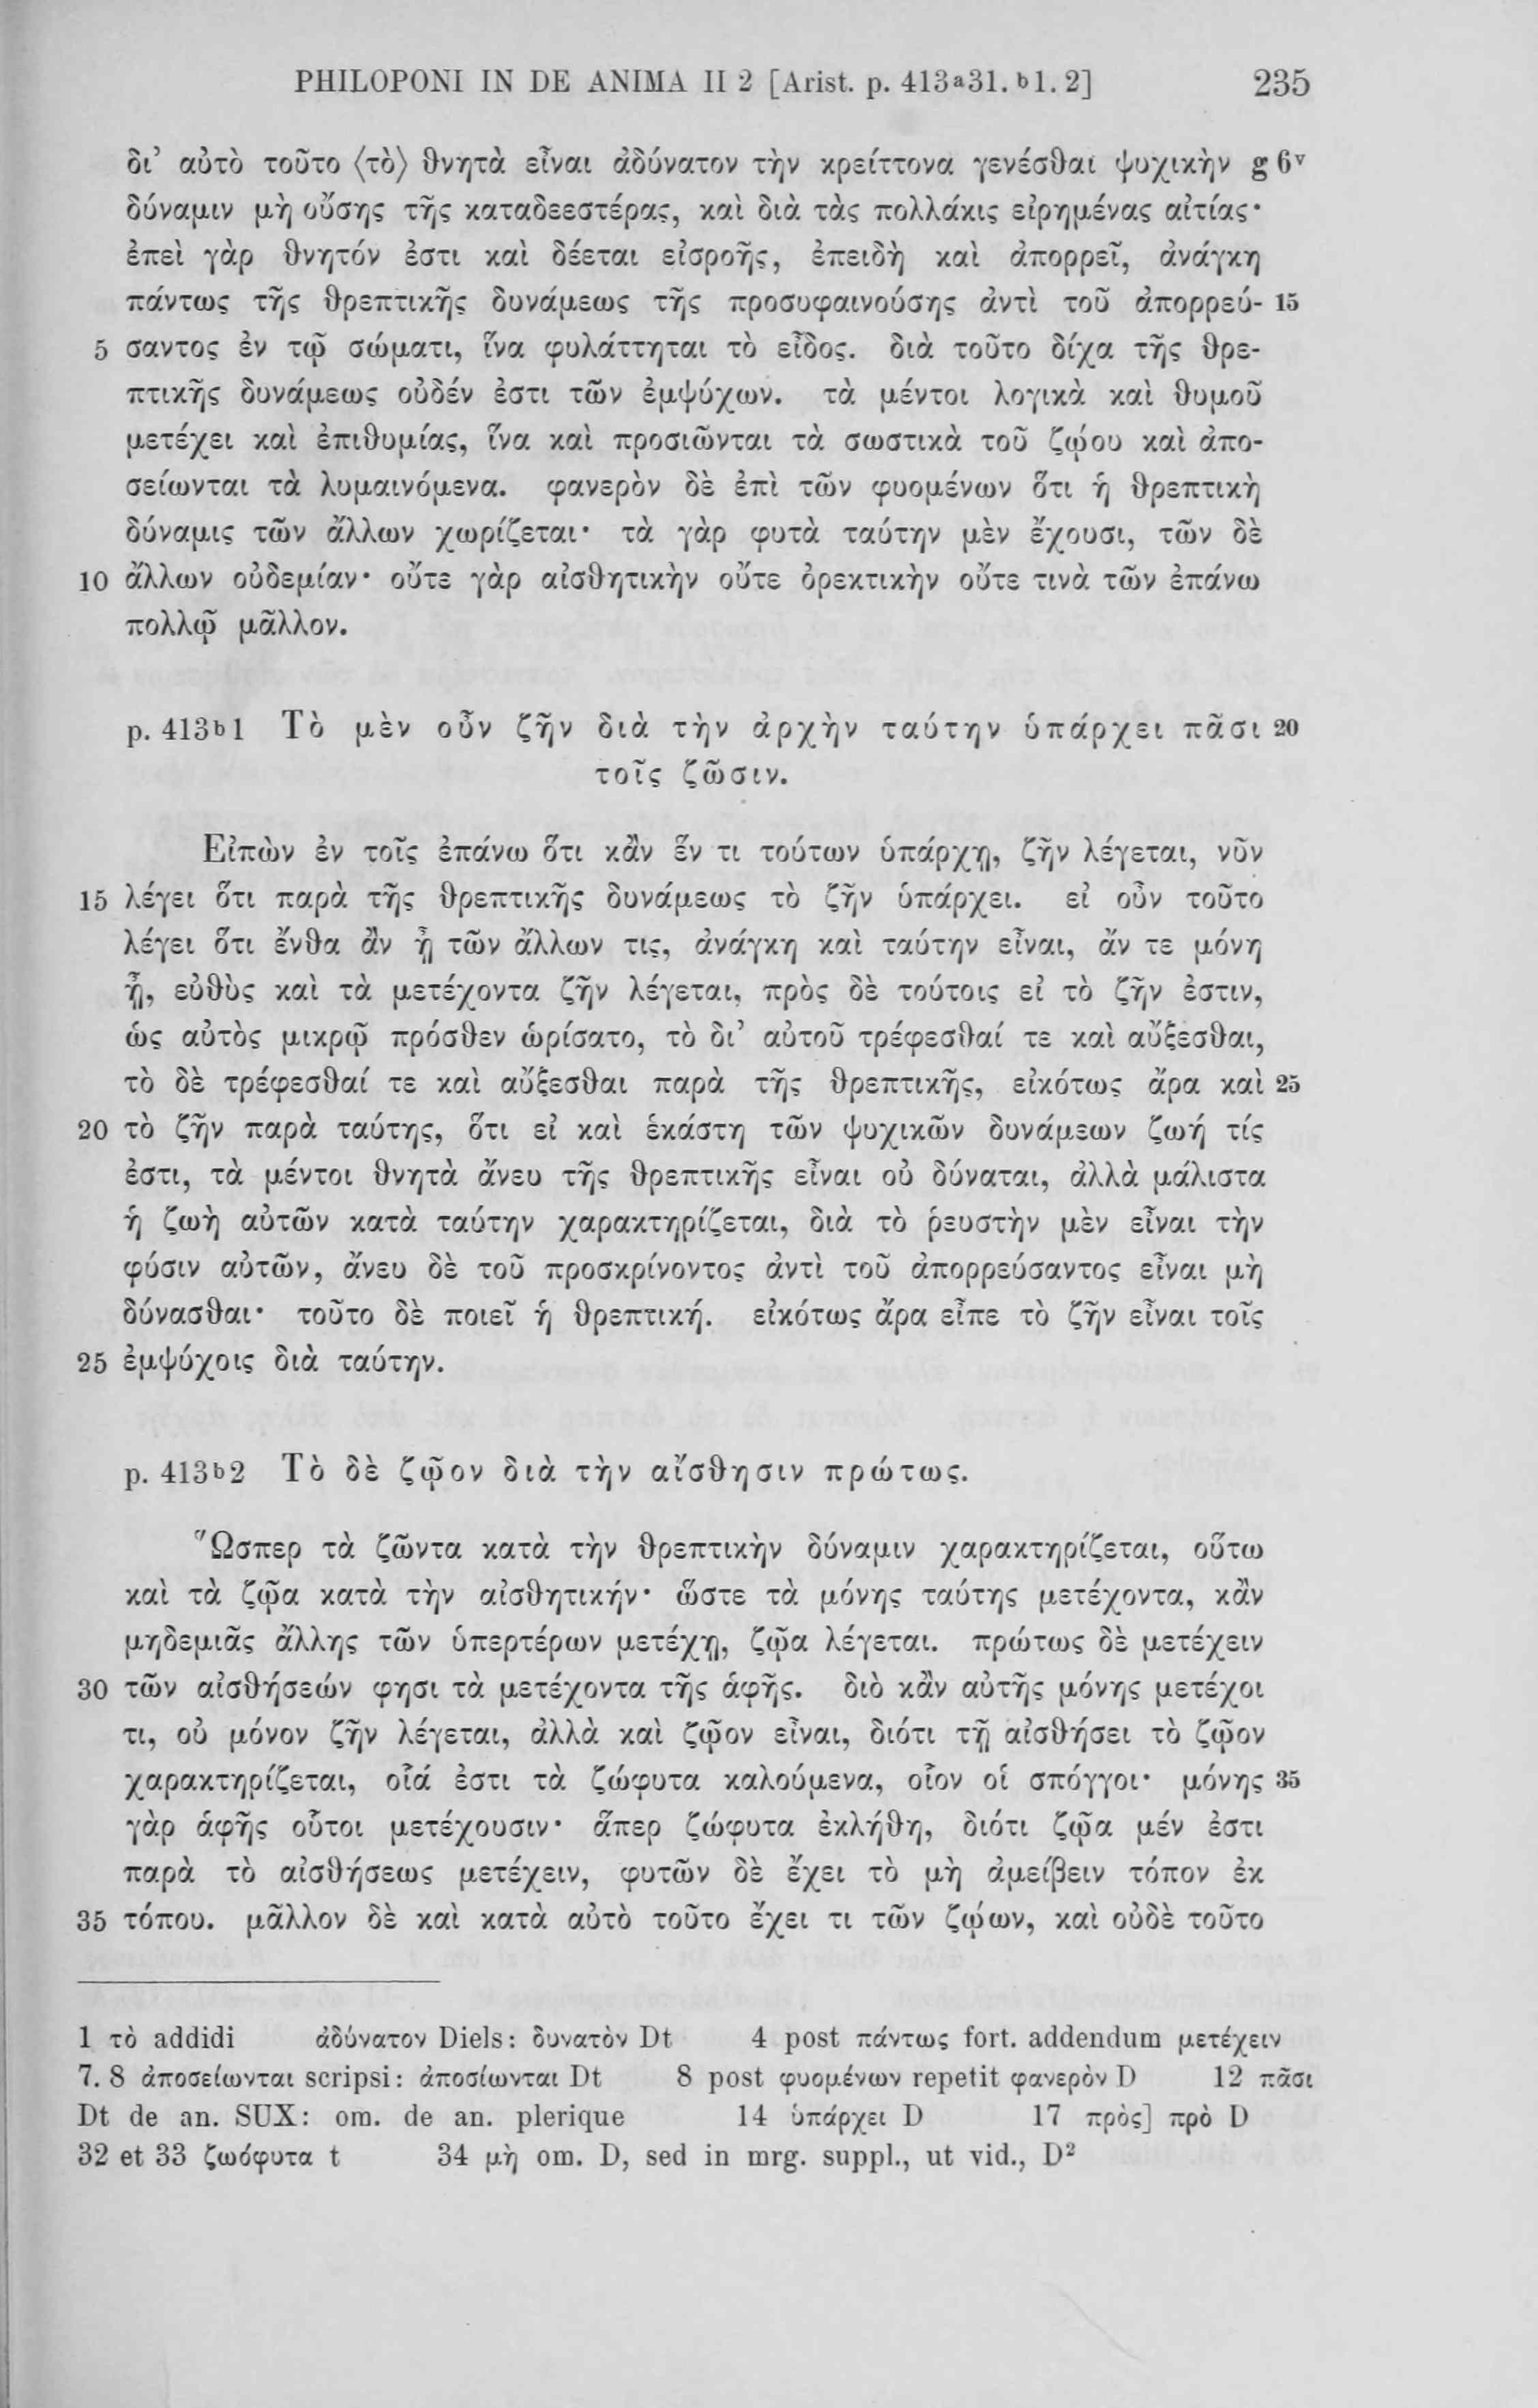 PHILOPONI IN DE ANIMA II 2 [Arist. p. 413ᵃ31. ᵇ1. 2] 235
δι’ αὐτὸ τοῦτο ⟨τὸ⟩ θνητὰ εἶναι ἀδύνατον τὴν κρείττονα γενέσθαι ψυχικὴν g 6ᵛ
δύναμιν μὴ οὔσης τῆς καταδεεστέρας, καὶ διὰ τὰς πολλάκις εἰρημένας αἰτίας·
ἐπεὶ γὰρ θνητόν ἐστι καὶ δέεται εἰσροῆς, ἐπειδὴ καὶ ἀπορρεῖ, ἀνάγκη
πάντως τῆς θρεπτικῆς δυνάμεως τῆς προσυφαινούσης ἀντὶ τοῦ ἀπορρεύ- 15
5 σαντος ἐν τῷ σώματι, ἵνα φυλάττηται τὸ εἶδος. διὰ τοῦτο δίχα τῆς θρε-
πτικῆς δυνάμεως οὐδέν ἐστι τῶν ἐμψύχων. τὰ μέντοι λογικὰ καὶ θυμοῦ
μετέχει καὶ ἐπιθυμίας, ἵνα καὶ προσιῶνται τὰ σωστικὰ τοῦ ζῴου καὶ ἀπο-
σείωνται τὰ λυμαινόμενα. φανερὸν δὲ ἐπὶ τῶν φυομένων ὅτι ἡ θρεπτικὴ
δύναμις τῶν ἄλλων χωρίζεται· τὰ γὰρ φυτὰ ταύτην μὲν ἔχουσι, τῶν δὲ
10 ἄλλων οὐδεμίαν· οὔτε γὰρ αἰσθητικὴν οὔτε ὀρεκτικὴν οὔτε τινὰ τῶν ἐπάνω
πολλῷ μᾶλλον.
p. 413ᵇ1 Τὸ μὲν οὖν ζῆν διὰ τὴν ἀρχὴν ταύτην ὑπάρχει πᾶσι 20
τοῖς ζῶσιν.
Εἰπὼν ἐν τοῖς ἐπάνω ὅτι κἂν ἕν τι τούτων ὑπάρχῃ, ζῆν λέγεται, νῦν
15 λέγει ὅτι παρὰ τῆς θρεπτικῆς δυνάμεως τὸ ζῆν ὑπάρχει. εἰ οὖν τοῦτο
λέγει ὅτι ἔνθα ἂν ᾖ τῶν ἄλλων τις, ἀνάγκη καὶ ταύτην εἶναι, ἄν τε μόνη
ᾖ, εὐθὺς καὶ τὰ μετέχοντα ζῆν λέγεται, πρὸς δὲ τούτοις εἰ τὸ ζῆν ἐστιν,
ὡς αὐτὸς μικρῷ πρόσθεν ὡρίσατο, τὸ δι’ αὑτοῦ τρέφεσθαί τε καὶ αὔξεσθαι,
τὸ δὲ τρέφεσθαί τε καὶ αὔξεσθαι παρὰ τῆς θρεπτικῆς, εἰκότως ἄρα καὶ 25
20 τὸ ζῆν παρὰ ταύτης, ὅτι εἰ καὶ ἑκάστη τῶν ψυχικῶν δυνάμεων ζωή τίς
ἐστι, τὰ μέντοι θνητὰ ἄνευ τῆς θρεπτικῆς εἶναι οὐ δύναται, ἀλλὰ μάλιστα
ἡ ζωὴ αὐτῶν κατὰ ταύτην χαρακτηρίζεται, διὰ τὸ ῥευστὴν μὲν εἶναι τὴν
φύσιν αὐτῶν, ἄνευ δὲ τοῦ προσκρίνοντος ἀντὶ τοῦ ἀπορρεύσαντος εἶναι μὴ
δύνασθαι· τοῦτο δὲ ποιεῖ ἡ θρεπτική. εἰκότως ἄρα εἶπε τὸ ζῆν εἶναι τοῖς
25 ἐμψύχοις διὰ ταύτην.
p. 413ᵇ2 Τὸ δὲ ζῷον διὰ τὴν αἴσθησιν πρώτως.
Ὥσπερ τὰ ζῶντα κατὰ τὴν θρεπτικὴν δύναμιν χαρακτηρίζεται, οὕτω
καὶ τὰ ζῷα κατὰ τὴν αἰσθητικήν· ὥστε τὰ μόνης ταύτης μετέχοντα, κἂν
μηδεμιᾶς ἄλλης τῶν ὑπερτέρων μετέχῃ, ζῷα λέγεται. πρώτως δὲ μετέχειν
30 τῶν αἰσθήσεών φησι τὰ μετέχοντα τῆς ἁφῆς. διὸ κἂν αὐτῆς μόνης μετέχοι
τι, οὐ μόνον ζῆν λέγεται, ἀλλὰ καὶ ζῷον εἶναι, διότι τῇ αἰσθήσει τὸ ζῷον
χαρακτηρίζεται, οἷά ἐστι τὰ ζώφυτα καλούμενα, οἷον οἱ σπόγγοι· μόνης 35
γὰρ ἁφῆς οὗτοι μετέχουσιν· ἅπερ ζώφυτα ἐκλήθη, διότι ζῷα μέν ἐστι
παρὰ τὸ αἰσθήσεως μετέχειν, φυτῶν δὲ ἔχει τὸ μὴ ἀμείβειν τόπον ἐκ
35 τόπου. μᾶλλον δὲ καὶ κατὰ αὐτὸ τοῦτο ἔχει τι τῶν ζῴων, καὶ οὐδὲ τοῦτο
1 τὸ addidi ἀδύνατον Diels: δυνατὸν Dt 4 post πάντως fort. addendum μετέχειν
7. 8 ἀποσείωνται scripsi: ἀποσίωνται Dt 8 post φυομένων repetit φανερὸν D 12 πᾶσι
Dt de an. SUX: om. de an. plerique 14 ὑπάρχει D 17 πρὸς] πρὸ D
32 et 33 ζωόφυτα t 34 μὴ om. D, sed in mrg. suppl., ut vid., D²